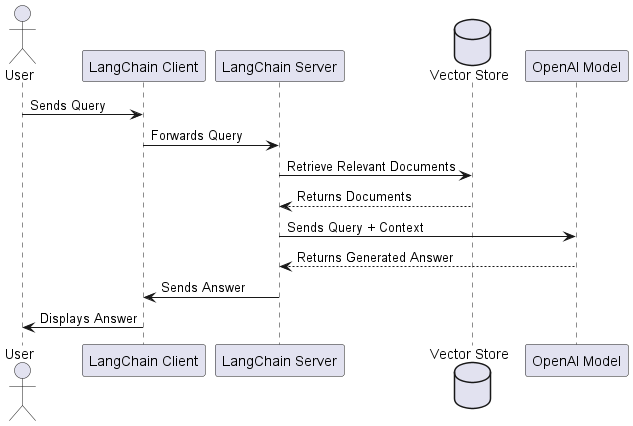 User
LangChain Client
LangChain Server
Vector Store
OpenAI Model
Sends Query
Forwards Query
Retrieve Relevant Documents
Returns Documents
Sends Query + Context
Returns Generated Answer
Sends Answer
Displays Answer
User
LangChain Client
LangChain Server
Vector Store
OpenAI Model